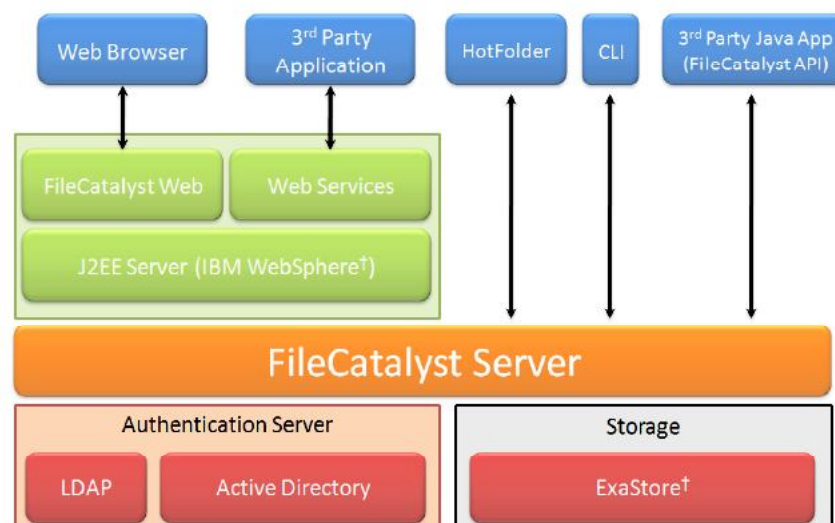 Web Browser
3rd Party
Application
HotFolder
CLI
3rd Party Java App
(FileCatalyst API)
FileCatalyst Web
Web Services
J2EE Server (IBM WebSphere†)
FileCatalyst Server
Authentication Server
Storage
LDAP
Active Directory
ExaStore†